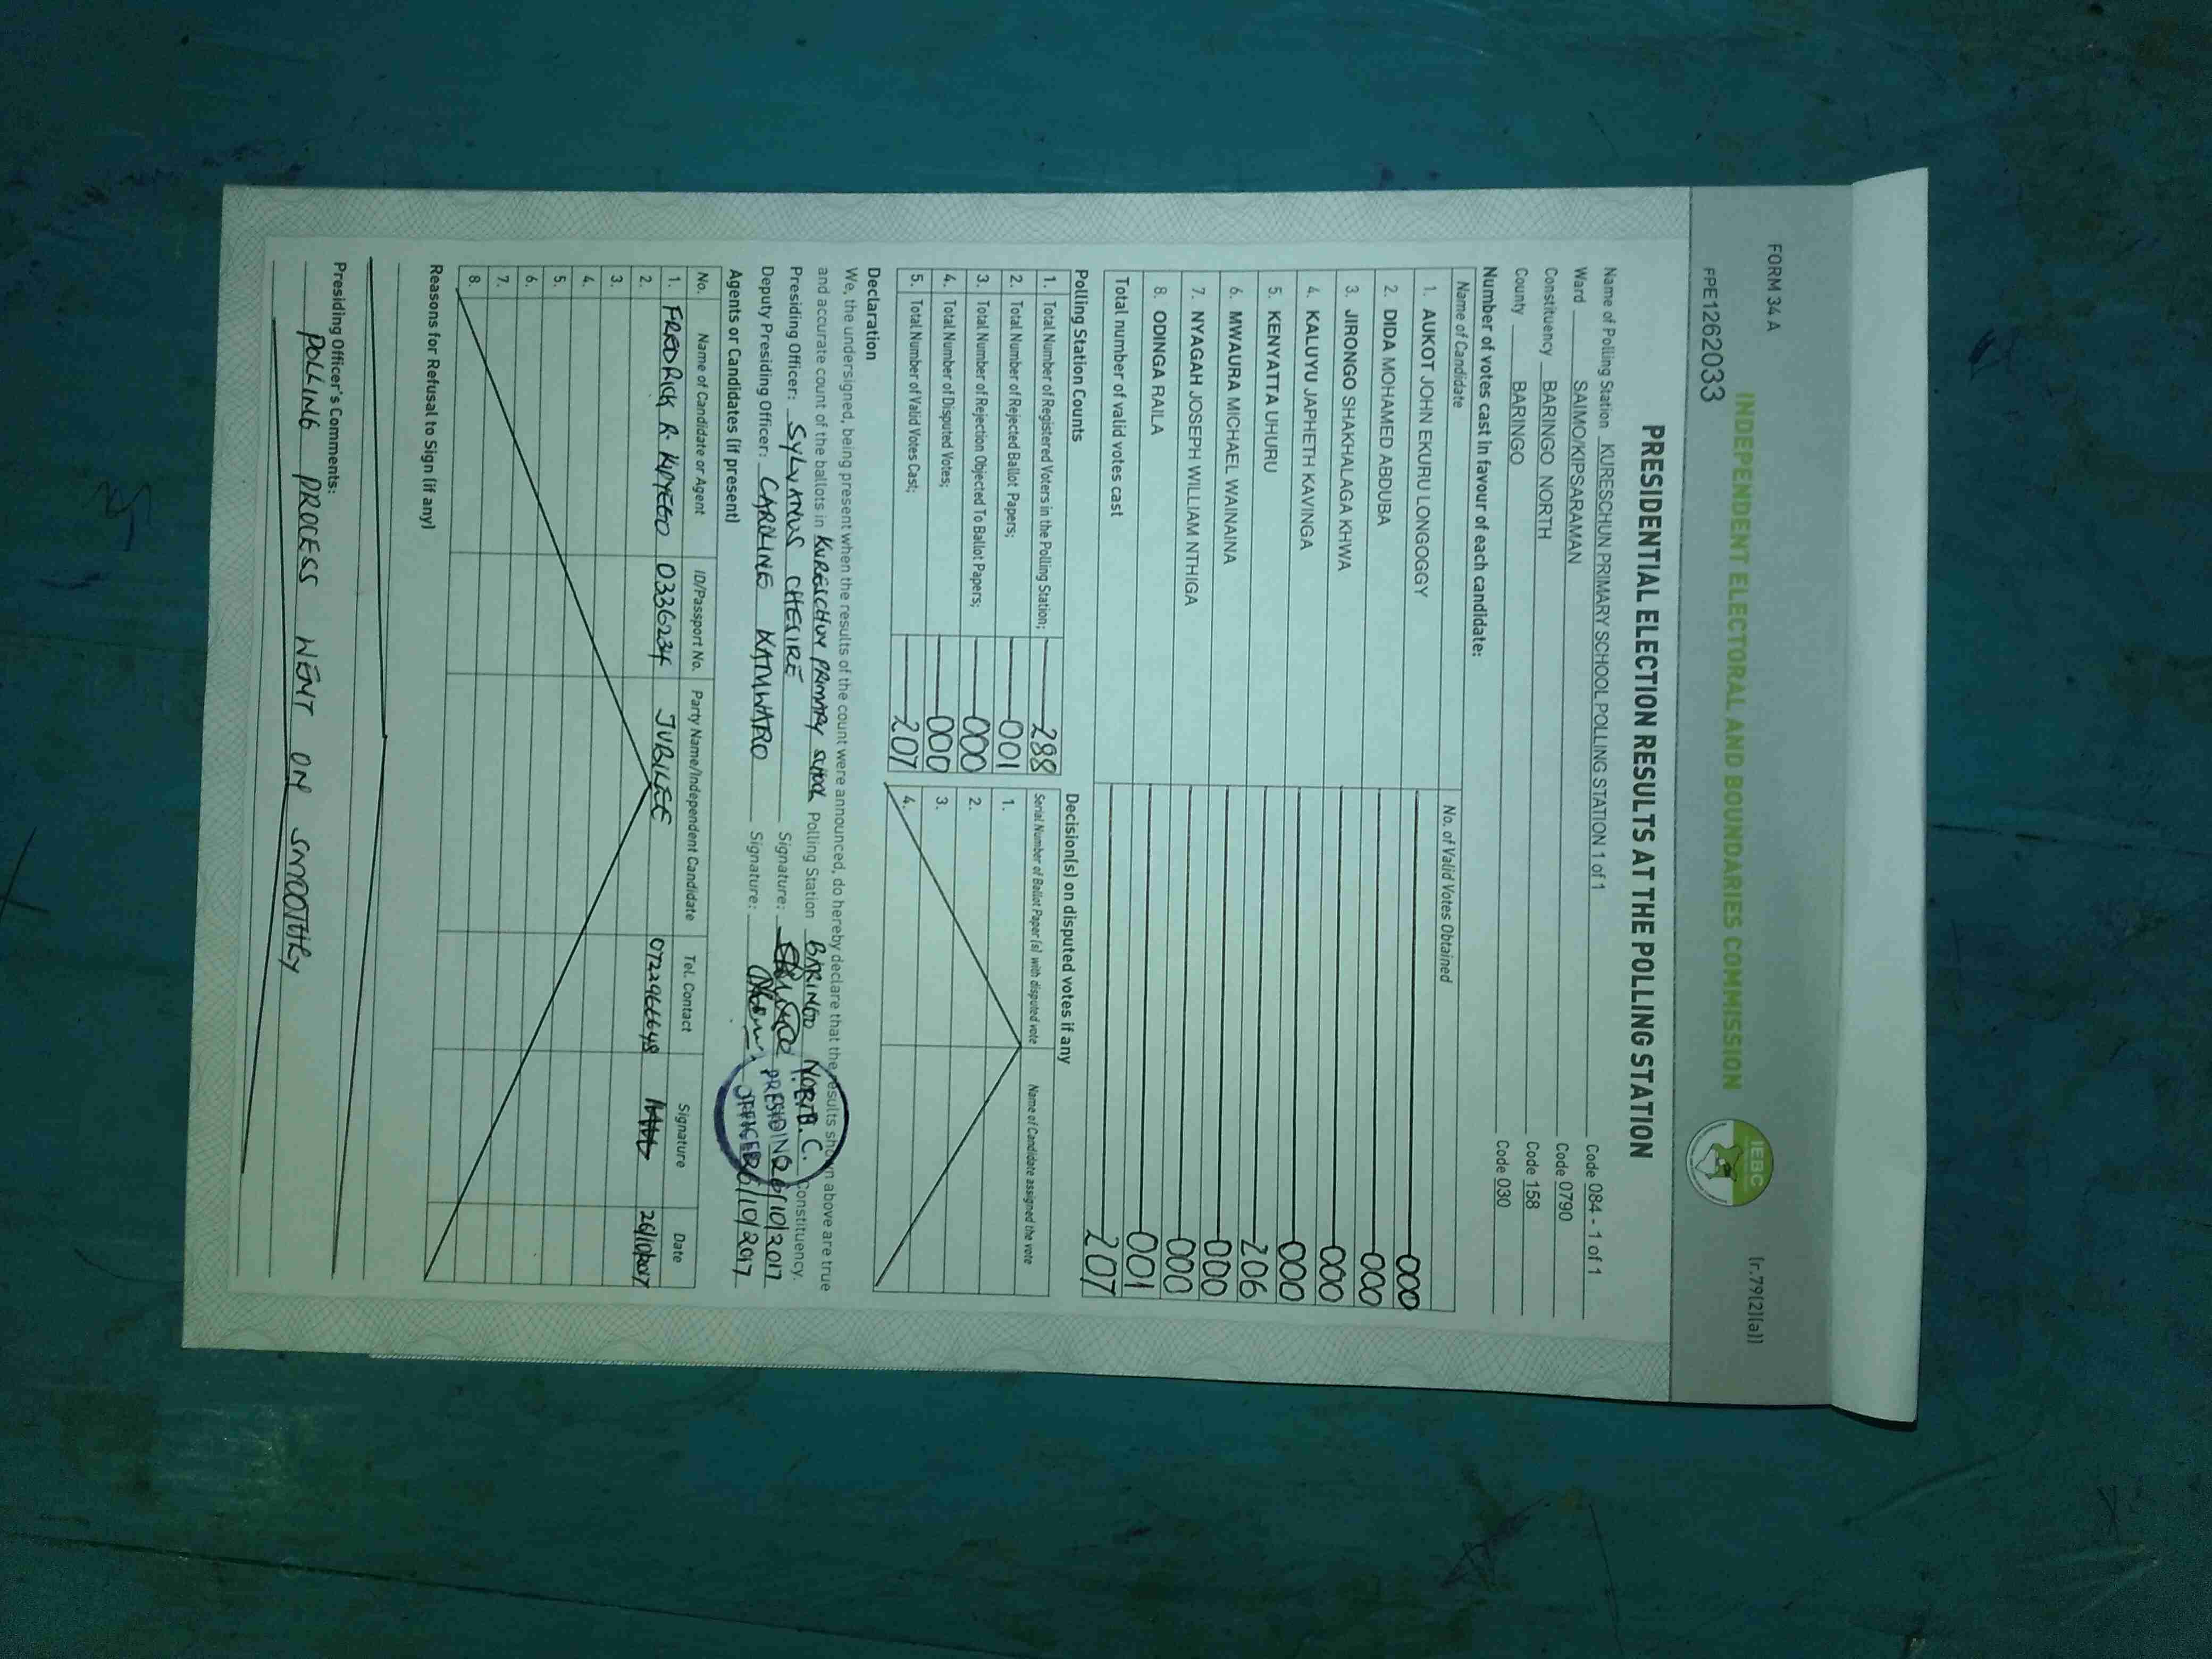 FORM 34A
(r.79(2)(a))
INDEPENDENT ELECTORAL AND BOUNDARIES COMMISSION
IEBC
PPE1262033
PRESIDENTIAL ELECTION RESULTS AT THE POLLING STATION
Name of Polling Station KURESCHUN PRIMARY SCHOOL POLLING STATION 1 of 1 Code 084 - 1 of 1
Ward SAIMO/KIPSARAMAN Code 0790
Constituency BARINGO NORTH Code 158
County BARINGO Code 030
Number of votes cast in favour of each candidate:
Name of Candidate No. of Valid Votes Obtained
1. AUKOT JOHN EKURU LONGOGGY 000
2. DIDA MOHAMED ABDUBA 000
3. JIRONGO SHAKHALAGA KHWA 000
4. KALUYU JAPHETH KAVINGA 000
5. KENYATTA UHURU 206
6. MWAURA MICHAEL WAINAINA 000
7. NYAGAH JOSEPH WILLIAM NTHIGA 000
8. ODINGA RAILA 001
Total number of valid votes cast 207
Polling Station Counts
1. Total Number of Registered Voters in the Polling Station; 288
2. Total Number of Rejected Ballot Papers; 001
3. Total Number of Rejection Objected To Ballot Papers; 000
4. Total Number of Disputed Votes; 000
5. Total Number of Valid Votes Cast; 207
Decision(s) on disputed votes if any
Serial Number of Ballot Paper(s) with disputed vote Name of Candidate assigned the vote
1.
2.
3.
4.
Declaration
We, the undersigned, being present when the results of the count were announced, do hereby declare that the results shown above are true
and accurate count of the ballots in KURESCHUN PRIMARY SCHOOL Polling Station BARINGO NORTH Constituency.
Presiding Officer: SYLVANUS CHESIRE Signature: 26/10/2017
Deputy Presiding Officer: CAROLINE KATWARO Signature: 26/10/2017
B.C.
PRESIDING
OFFICER
Agents or Candidates (if present)
No. Name of Candidate or Agent ID/Passport No. Party Name/Independent Candidate Tel. Contact Signature Date
1. FREDRICK R. KIPYEGO 0336234 JUBILEE 0722966648 26/10/2017
2.
3.
4.
5.
6.
7.
8.
Reasons for Refusal to Sign (if any)
Presiding Officer's Comments:
POLLING PROCESS WENT ON SMOOTHLY